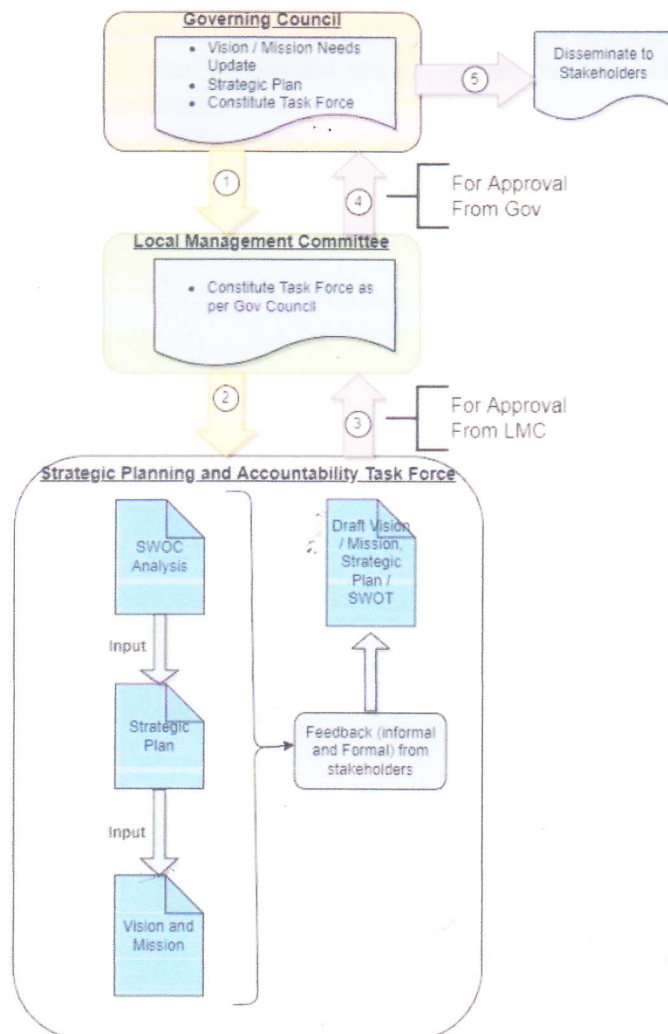 Governing Council
• Vision / Mission Needs
Update
• Strategic Plan
• Constitute Task Force
5
Disseminate to
Stakeholders
1
4
For Approval
From Gov.
Local Management Committee
• Constitute Task Force as
per Gov Council
2
3
For Approval
From LMC
Strategic Planning and Accountability Task Force
SWOC
Analysis
Input
Strategic
Plan
Input
Vision and
Mission
Draft Vision
/ Mission,
Strategic
Plan /
SWOT
Feedback (informal
and Formal) from
stakeholders